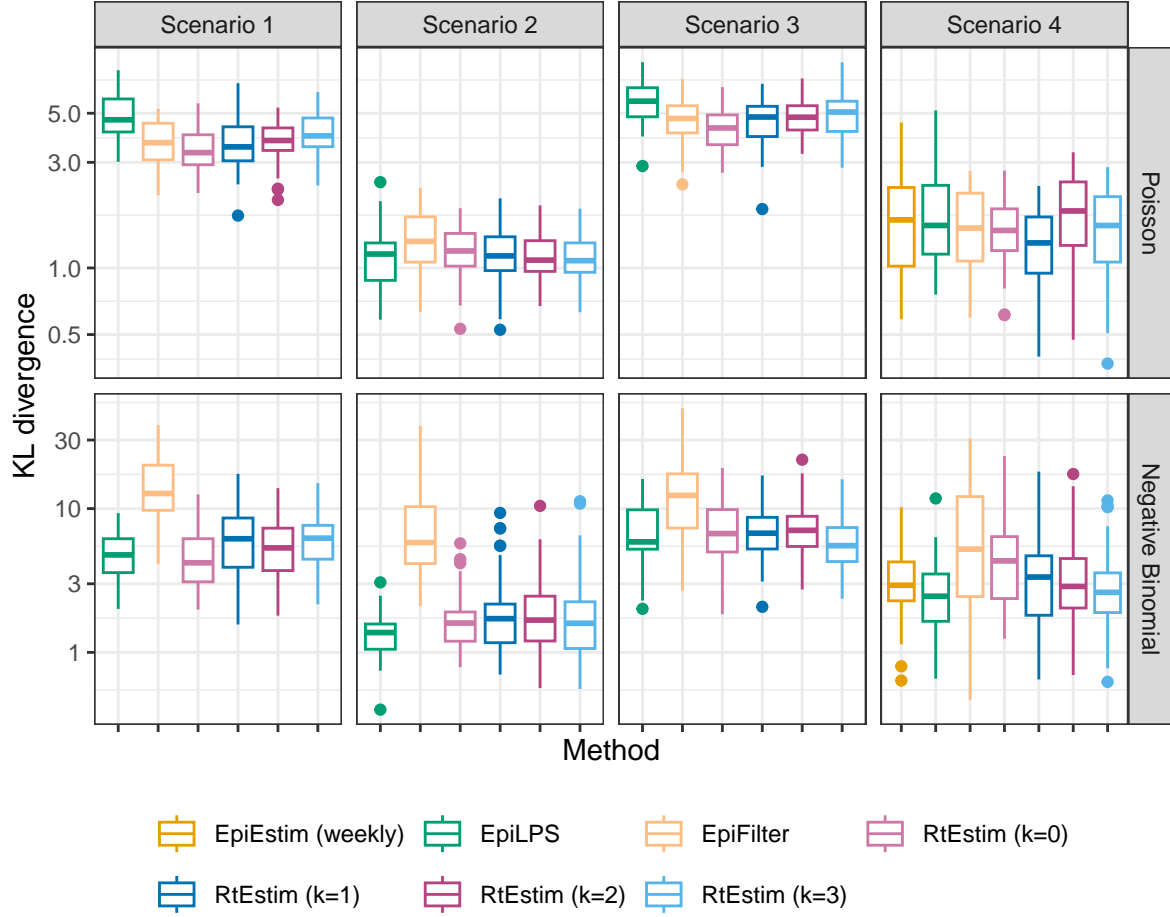 Scenario 1 Scenario 2 Scenario 3 Scenario 4
5.0
3.0
1.0
0.5
Poisson
KL divergence
30
10
3
1
Negative Binomial
Method
EpiEstim (weekly) EpiLPS EpiFilter RtEstim (k=0)
RtEstim (k=1) RtEstim (k=2) RtEstim (k=3)